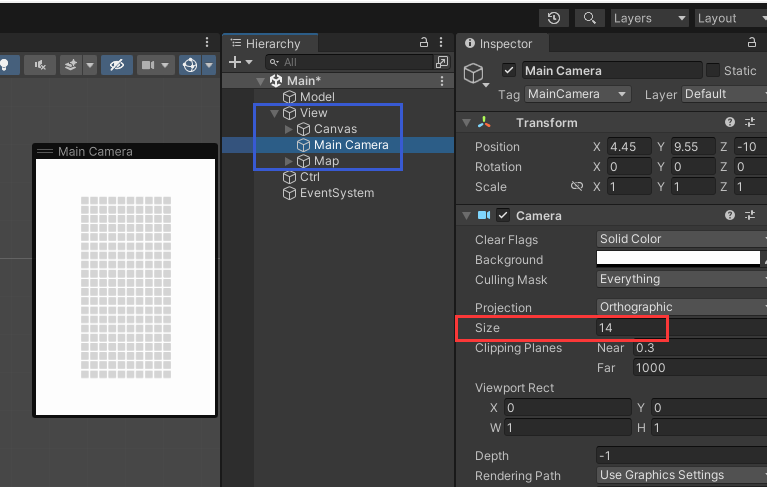 Layers
Layout
Main Camera
Hierarchy
All
Main*
Model
View
Canvas
Main Camera
Map
Ctrl
EventSystem
Inspector
Main Camera
Static
Tag
MainCamera
Layer
Default
Transform
Position
X 4.45 Y 9.55 Z -10
Rotation
X 0 Y 0 Z 0
Scale
X 1 Y 1 Z 1
Camera
Clear Flags
Solid Color
Background
Culling Mask
Everything
Projection
Orthographic
Size
14
Clipping Planes
Near 0.3
Far 1000
Viewport Rect
X 0 Y 0
W 1 H 1
Depth
-1
Rendering Path
Use Graphics Settings